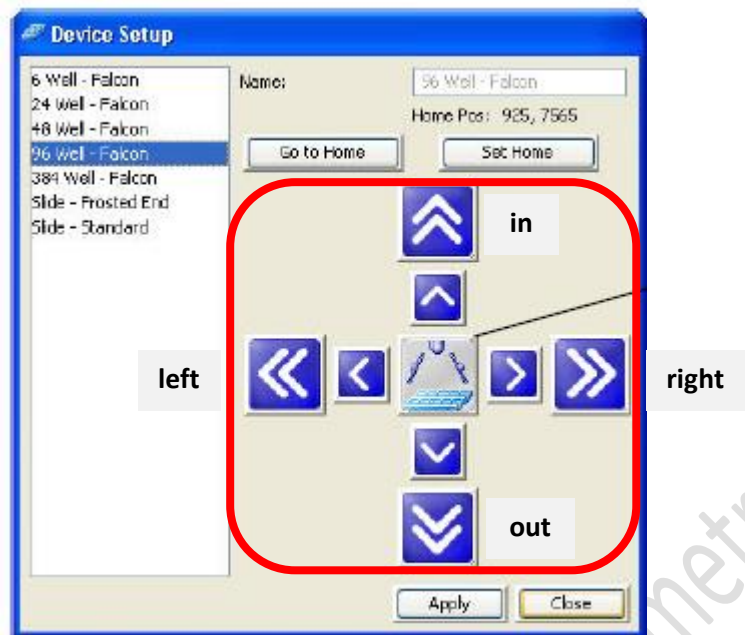 Device Setup
6 Well - Falcon
24 Well - Falcon
48 Well - Falcon
96 Well - Falcon
384 Well - Falcon
Slide - Frosted End
Slide - Standard
Name:
96 Well - Falcon
Home Pos: 925, 7565
Go to Home
Set Home
in
left
right
out
Apply
Close